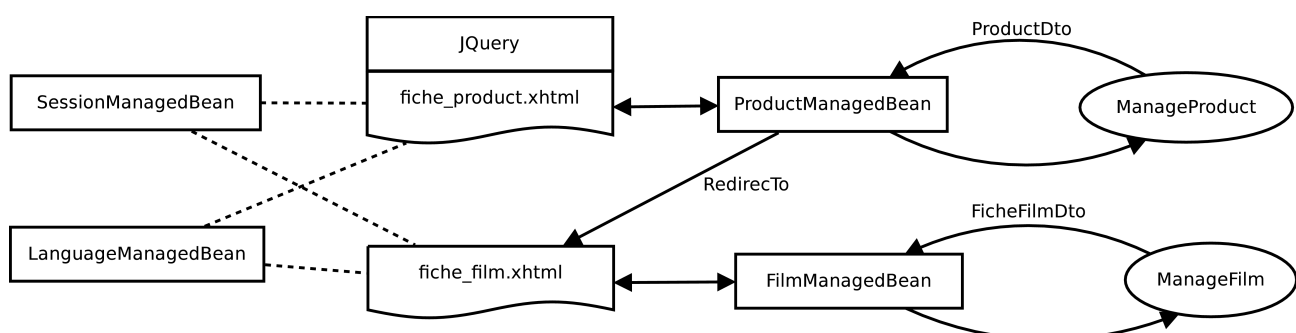 ProductDto
JQuery
SessionManagedBean
fiche_product.xhtml
ProductManagedBean
ManageProduct
RedirecTo
FicheFilmDto
LanguageManagedBean
fiche_film.xhtml
FilmManagedBean
ManageFilm